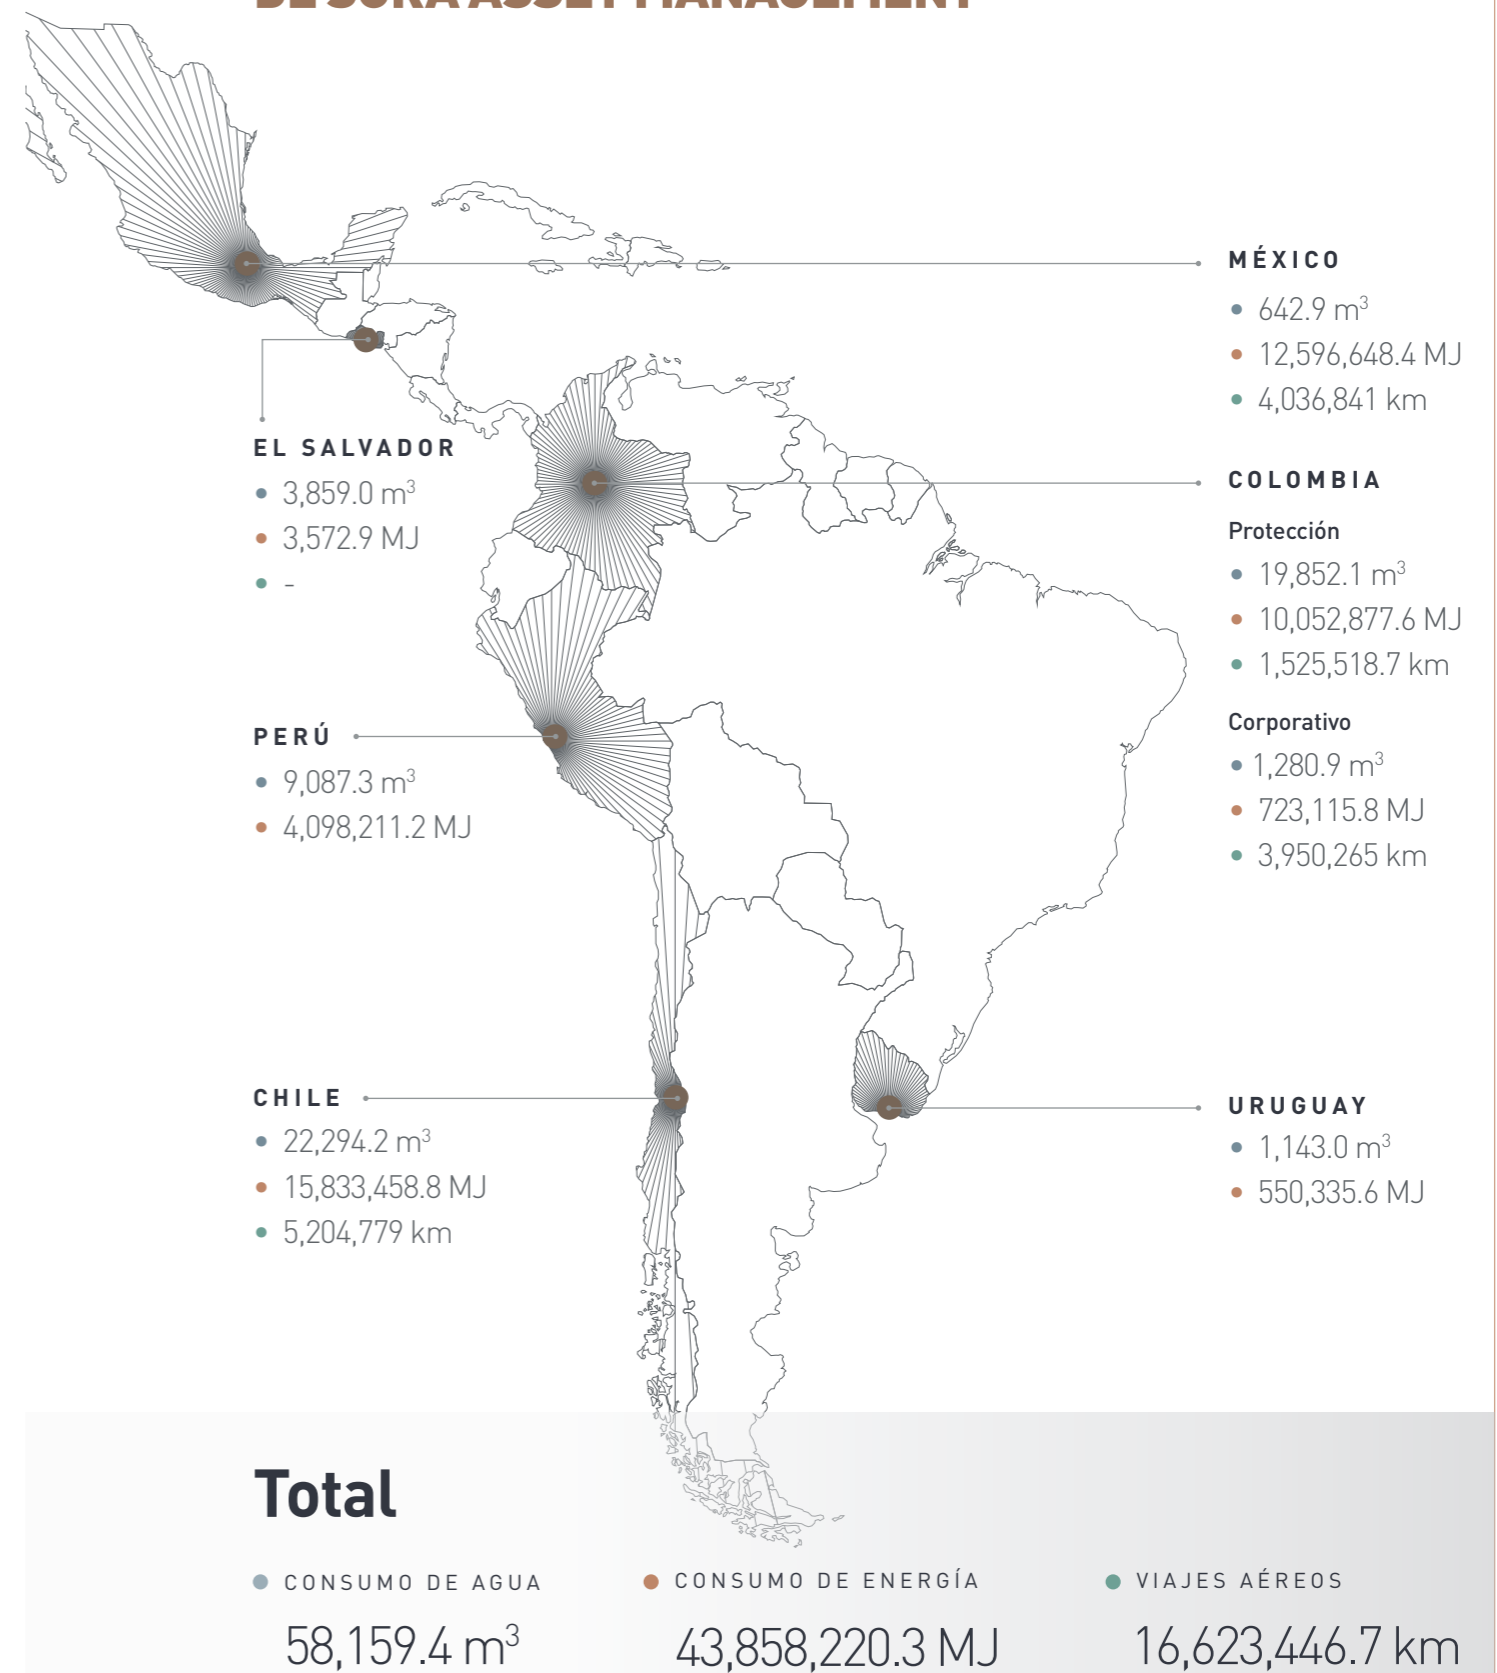 DE SURA ASSET MANAGEMENT
MÉXICO
642.9 m³
12,596,648.4 MJ
4,036,841 km
EL SALVADOR
3,859.0 m³
3,572.9 MJ
-
COLOMBIA
Protección
19,852.1 m³
10,052,877.6 MJ
1,525,518.7 km
Corporativo
1,280.9 m³
723,115.8 MJ
3,950,265 km
PERÚ
9,087.3 m³
4,098,211.2 MJ
CHILE
22,294.2 m³
15,833,458.8 MJ
5,204,779 km
URUGUAY
1,143.0 m³
550,335.6 MJ
Total
CONSUMO DE AGUA
58,159.4 m³
CONSUMO DE ENERGÍA
43,858,220.3 MJ
VIAJES AÉREOS
16,623,446.7 km